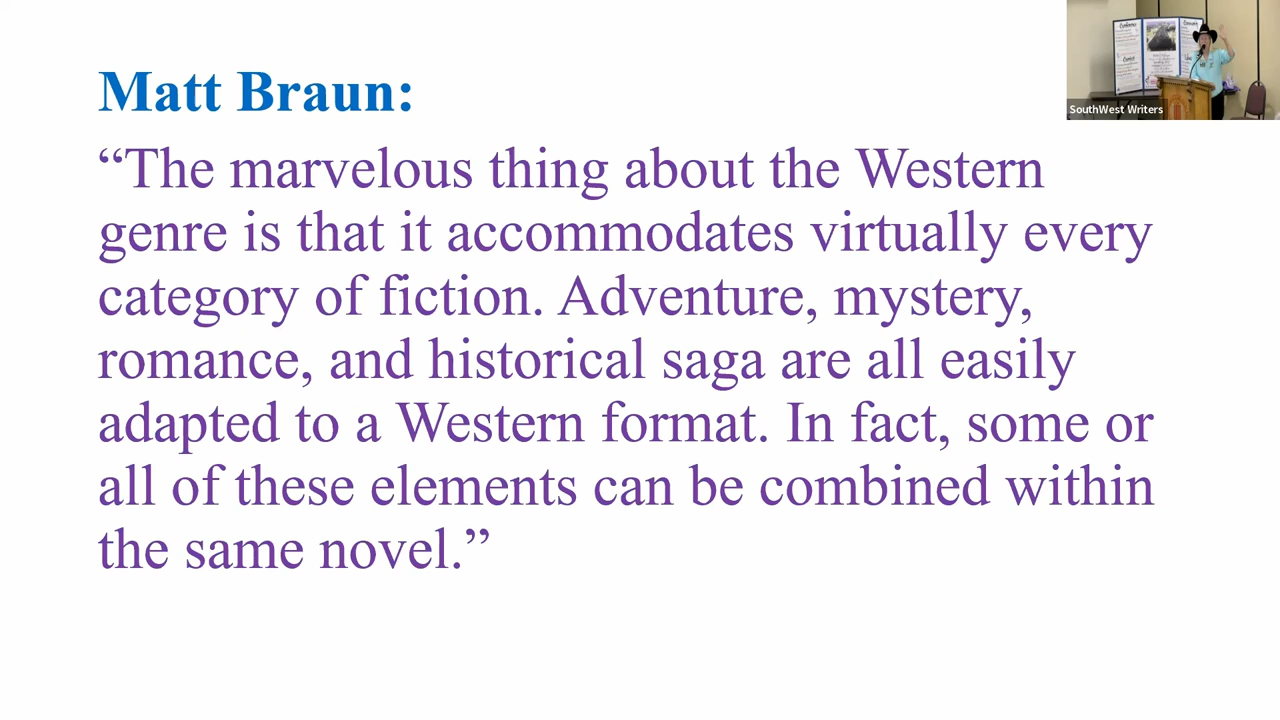 Matt Braun:
“The marvelous thing about the Western
genre is that it accommodates virtually every
category of fiction. Adventure, mystery,
romance, and historical saga are all easily
adapted to a Western format. In fact, some or
all of these elements can be combined within
the same novel.”
SouthWest Writers